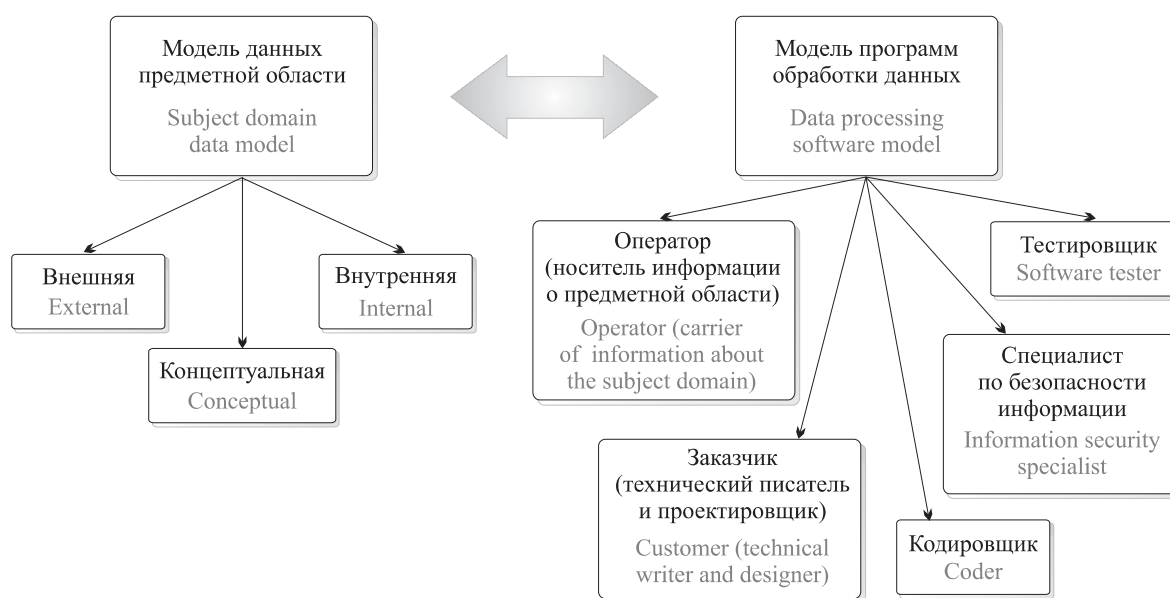 Модель данных
предметной области
Subject domain
data model
Модель программ
обработки данных
Data processing
software model
Внешняя
External
Внутренняя
Internal
Концептуальная
Conceptual
Оператор
(носитель информации
о предметной области)
Operator (carrier
of information about
the subject domain)
Тестировщик
Software tester
Специалист
по безопасности
информации
Information security
specialist
Заказчик
(технический писатель
и проектировщик)
Customer (technical
writer and designer)
Кодировщик
Coder